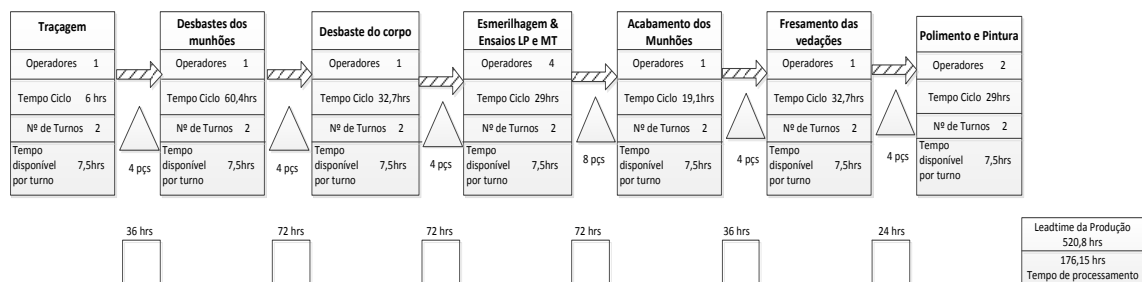 Traçagem
Operadores 1
Tempo Ciclo 6 hrs
Nº de Turnos 2
Tempo
disponível 7,5hrs
por turno
4 pçs
Desbastes dos
munhões
Operadores 1
Tempo Ciclo 60,4hrs
Nº de Turnos 2
Tempo
disponível 7,5hrs
por turno
4 pçs
Desbaste do corpo
Operadores 1
Tempo Ciclo 32,7hrs
Nº de Turnos 2
Tempo
disponível 7,5hrs
por turno
4 pçs
Esmerilhagem &
Ensaios LP e MT
Operadores 4
Tempo Ciclo 29hrs
Nº de Turnos 2
Tempo
disponível 7,5hrs
por turno
8 pçs
Acabamento dos
Munhões
Operadores 1
Tempo Ciclo 19,1hrs
Nº de Turnos 2
Tempo
disponível 7,5hrs
por turno
4 pçs
Fresamento das
vedações
Operadores 1
Tempo Ciclo 32,7hrs
Nº de Turnos 2
Tempo
disponível 7,5hrs
por turno
4 pçs
Polimento e Pintura
Operadores 2
Tempo Ciclo 29hrs
Nº de Turnos 2
Tempo
disponível 7,5hrs
por turno
36 hrs
72 hrs
72 hrs
72 hrs
36 hrs
24 hrs
Leadtime da Produção
520,8 hrs
176,15 hrs
Tempo de processamento